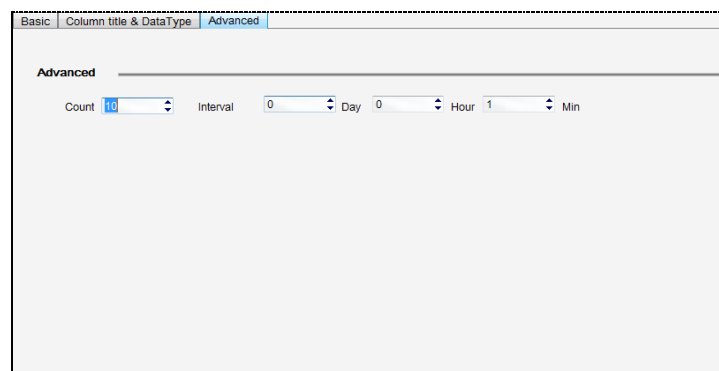 Basic Column title & DataType Advanced
Advanced
Count 10 Interval 0 Day 0 Hour 1 Min